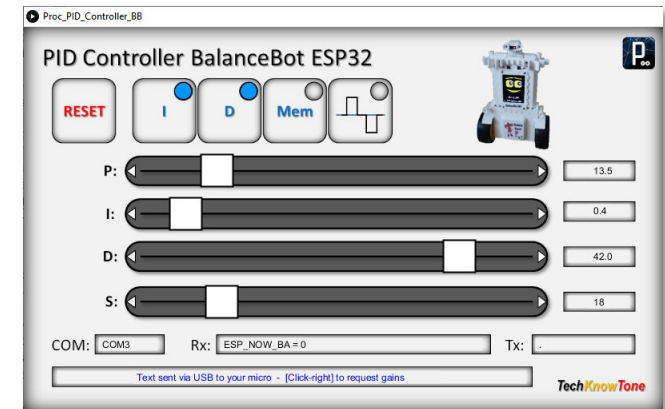 Proc_PID_Controller_BB
PID Controller BalanceBot ESP32
RESET
I
D
Mem
P:
13.5
I:
0.4
D:
42.0
S:
18
COM: COM3 Rx: ESP_NOW_BA = 0 Tx: .
Text sent via USB to your micro - [Click-right] to request gains
TechKnowTone